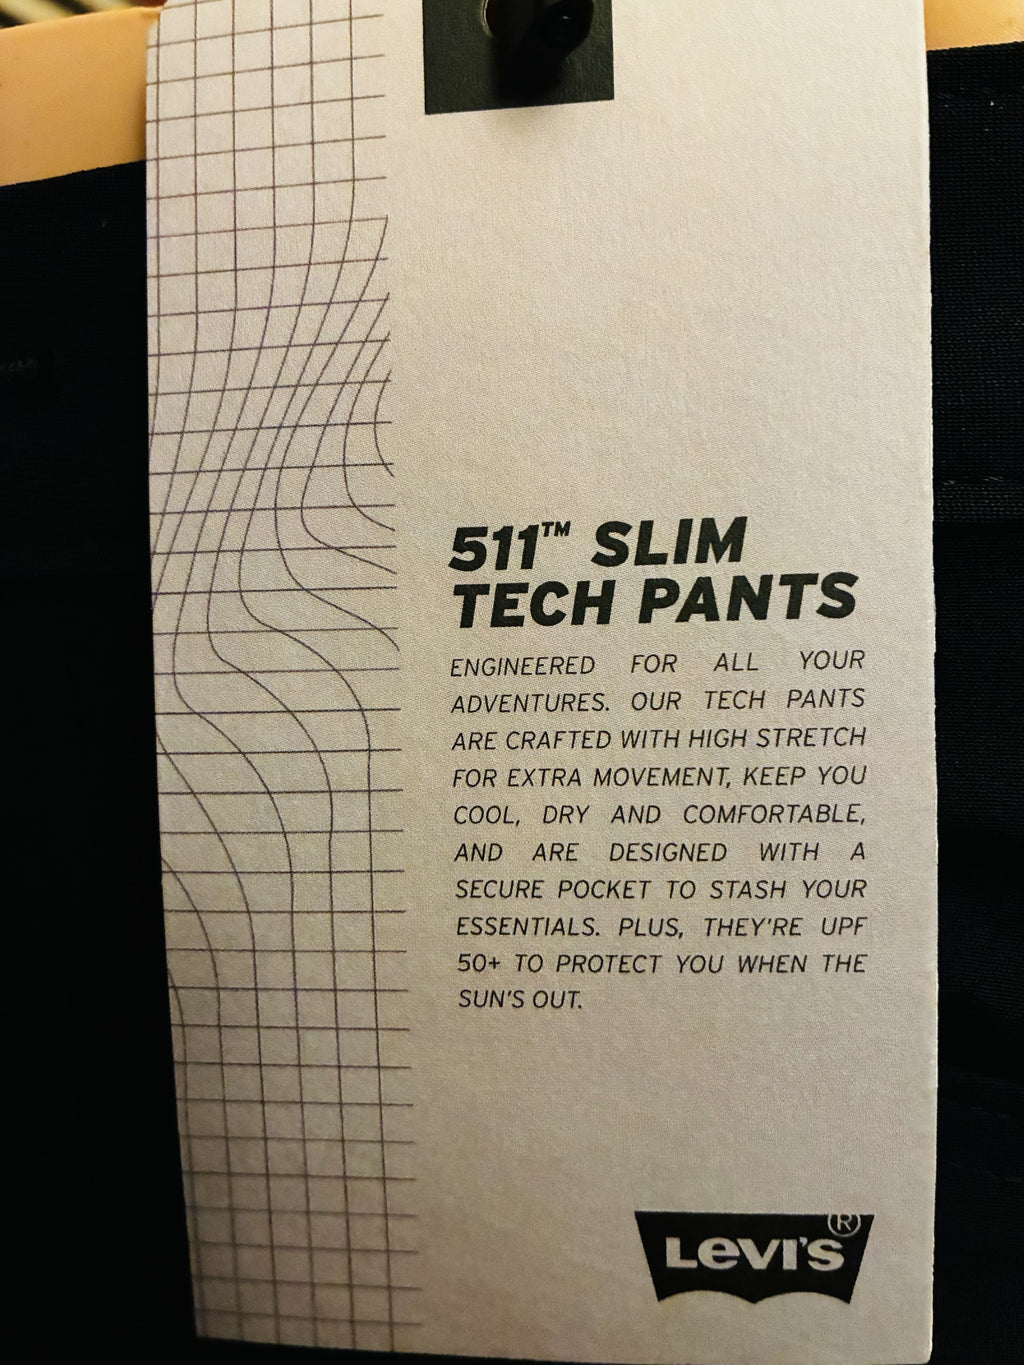 511™ SLIM
TECH PANTS
ENGINEERED FOR ALL YOUR
ADVENTURES. OUR TECH PANTS
ARE CRAFTED WITH HIGH STRETCH
FOR EXTRA MOVEMENT, KEEP YOU
COOL, DRY AND COMFORTABLE,
AND ARE DESIGNED WITH A
SECURE POCKET TO STASH YOUR
ESSENTIALS. PLUS, THEY'RE UPF
50+ TO PROTECT YOU WHEN THE
SUN'S OUT.
LEVI'S®